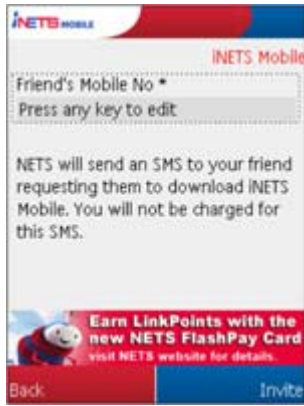 iNETS MOBILE
iNETS Mobile
Friend's Mobile No *
Press any key to edit
NETS will send an SMS to your friend
requesting them to download iNETS
Mobile. You will not be charged for
this SMS.
Earn LinkPoints with the
new NETS FlashPay Card
visit NETS website for details.
Back
Invite